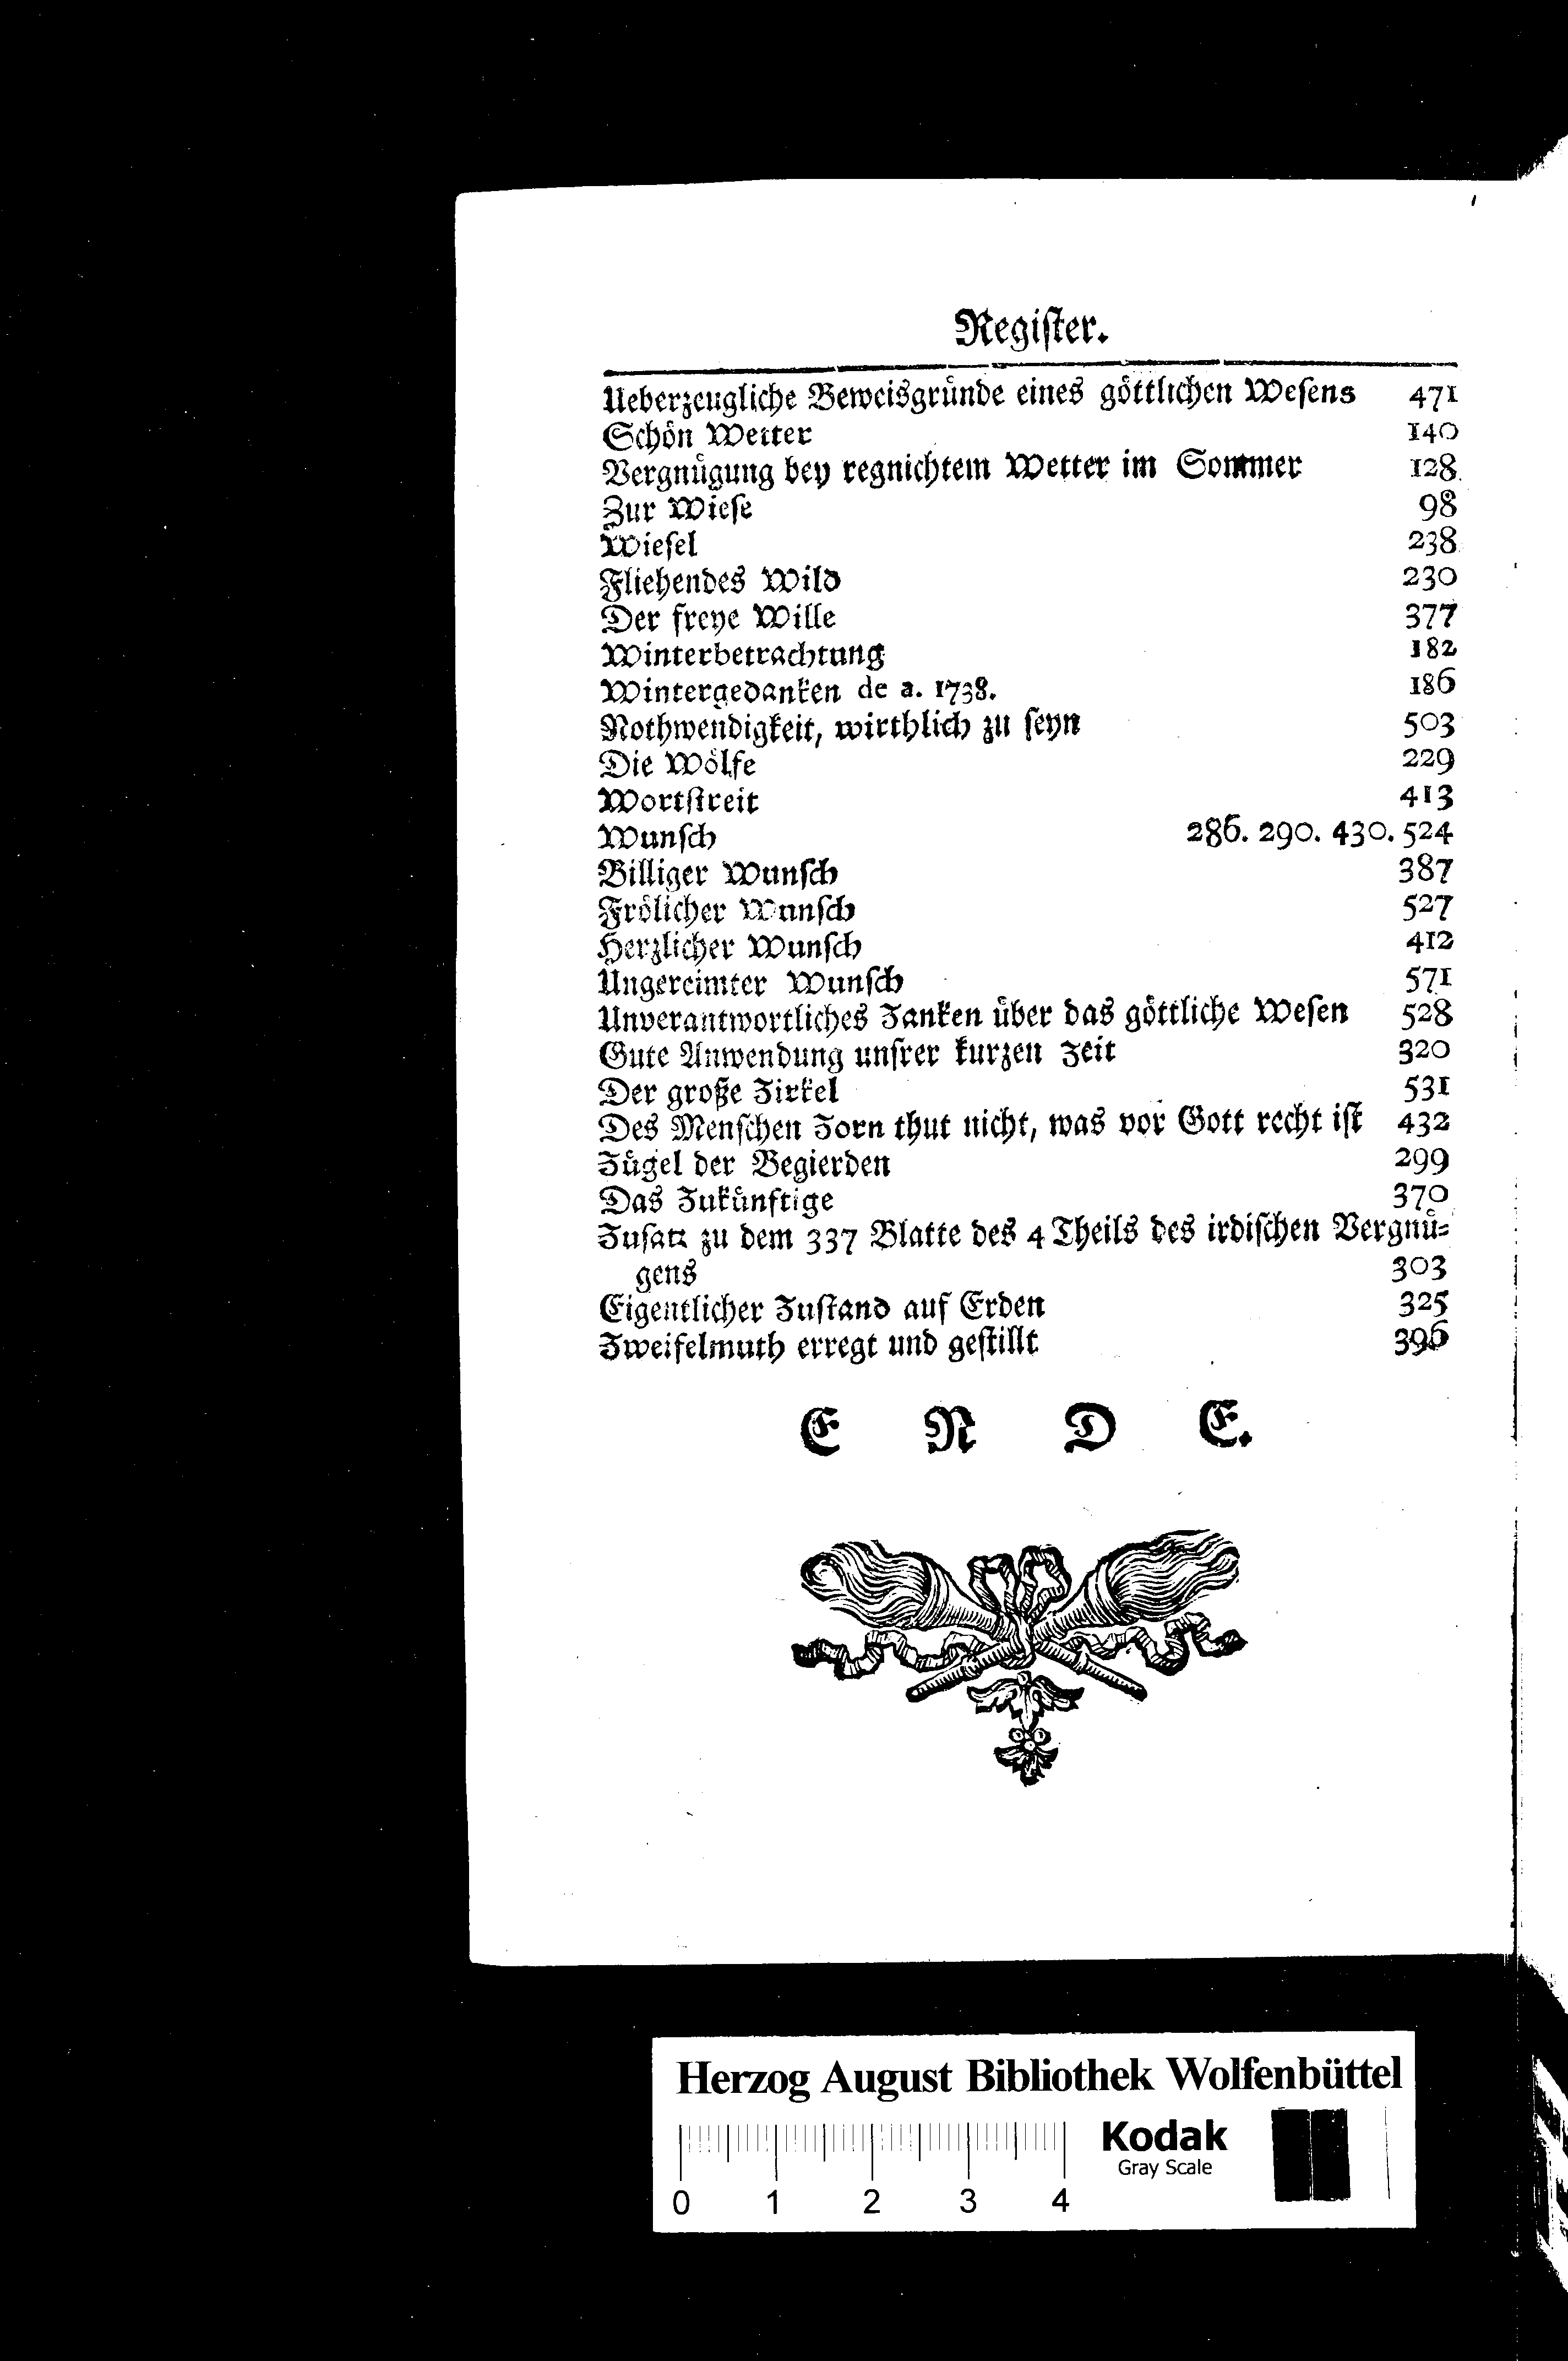 Regiſter.
Ueberzeugliche Beweisgründe eines göttlichen Weſens 471
Schön Wetter 140
Vergnügung bey regnichtem Wetter im Sommer 128
Zur Wieſe 98
Wieſel 238
Fliehendes Wild 230
Der freye Wille 377
Winterbetrachtung 182
Wintergedanken de a. 1738. 186
Nothwendigkeit, wirthlich zu ſeyn 503
Die Wölfe 229
Wortſtreit 413
Wunſch 286. 290. 430. 524
Billiger Wunſch 387
Frölicher Wunſch 527
Herzlicher Wunſch 412
Ungereimter Wunſch 571
Unverantwortliches Zanken über das göttliche Weſen 528
Gute Anwendung unſrer kurzen Zeit 320
Der große Zirkel 531
Des Menſchen Zorn thut nicht, was vor Gott recht iſt 432
Zügel der Begierden 299
Das Zukünftige 370
Zuſatz zu dem 337 Blatte des 4 Theils des irdiſchen Vergnü-
gens 303
Eigentlicher Zuſtand auf Erden 325
Zweifelmuth erregt und geſtillt 396
E N D E.
Herzog August Bibliothek Wolfenbüttel
Kodak
Gray Scale
0 1 2 3 4